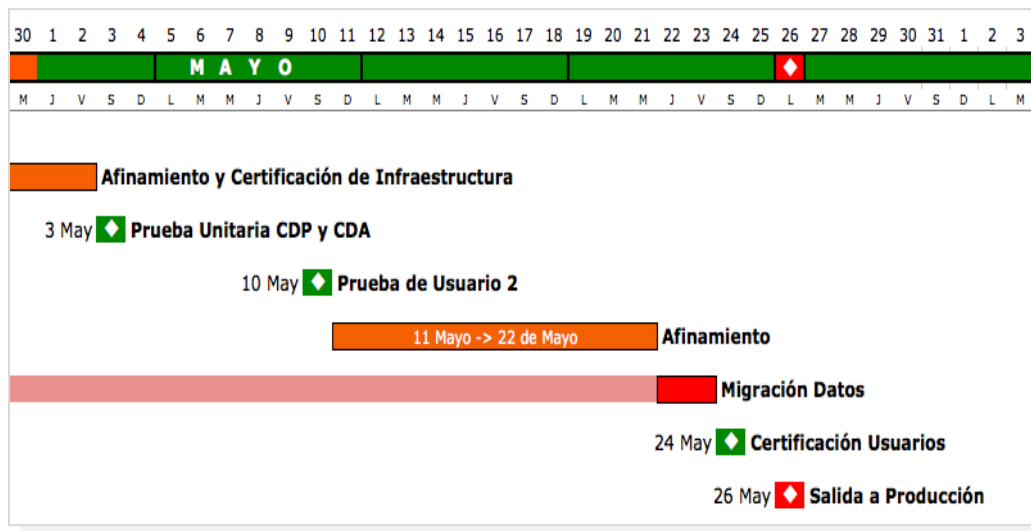 30 1 2 3 4 5 6 7 8 9 10 11 12 13 14 15 16 17 18 19 20 21 22 23 24 25 26 27 28 29 30 31 1 2 3
MAYO
M J V S D L M M J V S D L M M J V S D L M M J V S D L M M J V S D L M
Afinamiento y Certificación de Infraestructura
3 May Prueba Unitaria CDP y CDA
10 May Prueba de Usuario 2
11 Mayo -> 22 de Mayo Afinamiento
Migración Datos
24 May Certificación Usuarios
26 May Salida a Producción